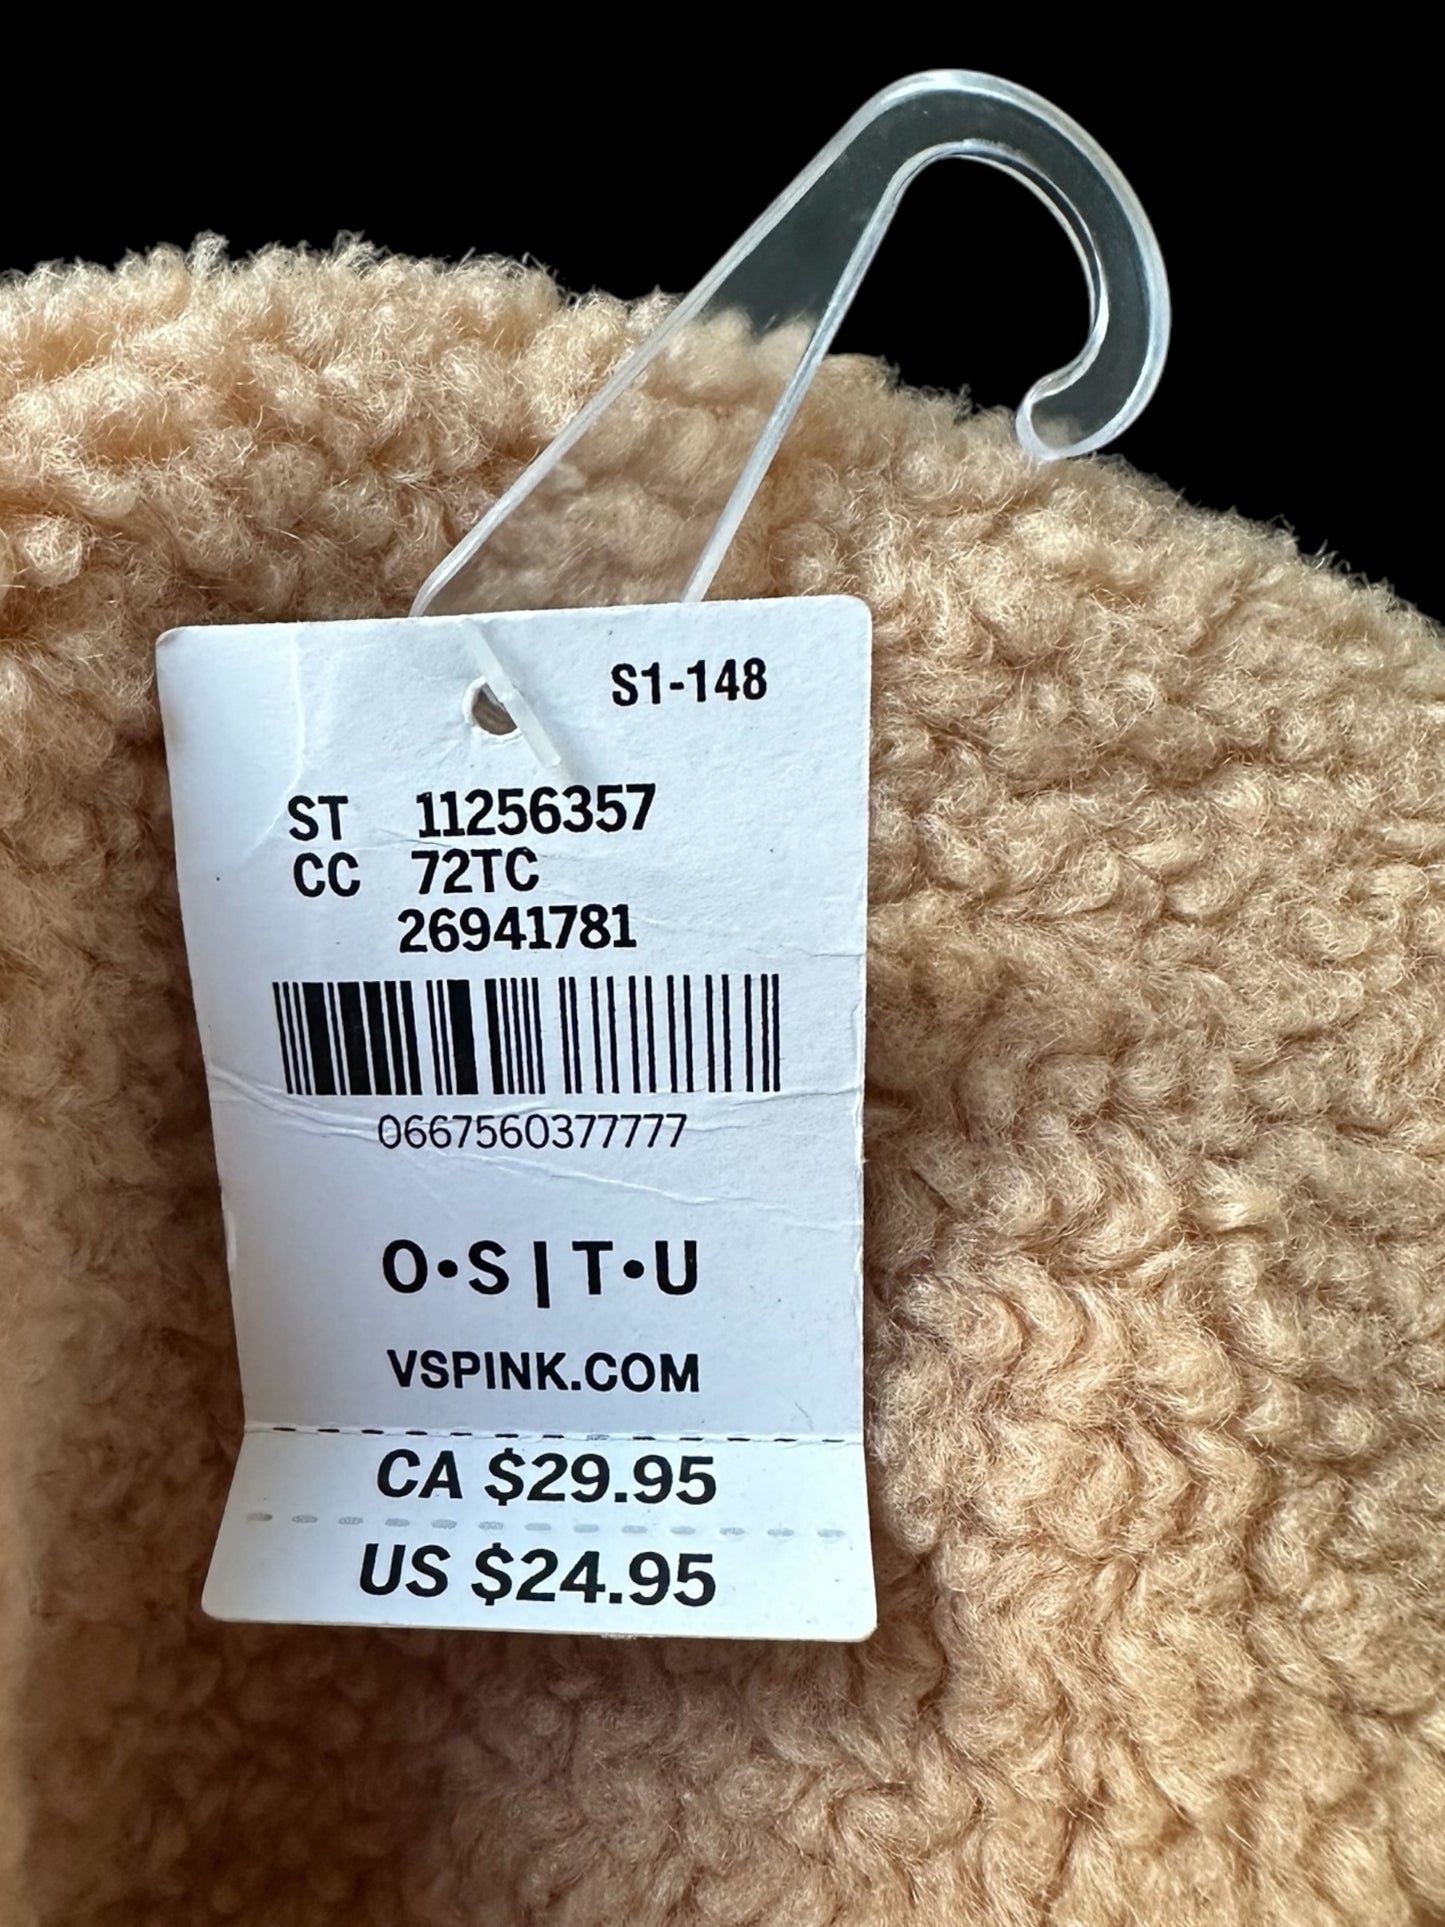 S1-148
ST 11256357
CC 72TC
26941781
0667560377777
O•S|T•U
VSPINK.COM
CA $29.95
US $24.95